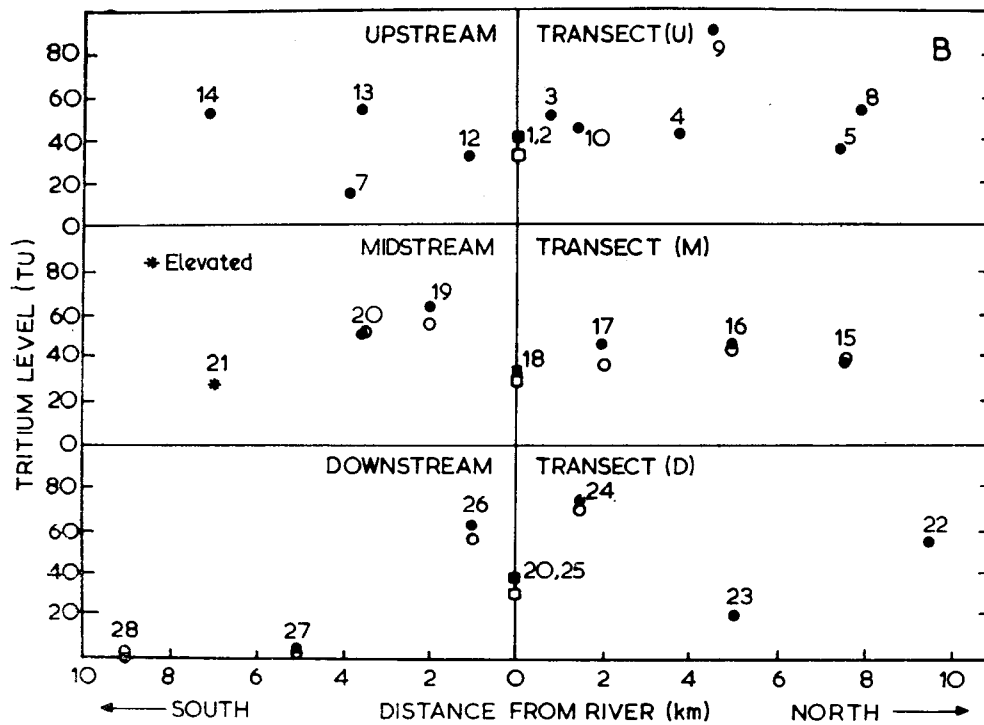 UPSTREAM TRANSECT (U) B
80
60
40
20
0
14 13 7 12 3 1,2 10 4 9 8 5
MIDSTREAM TRANSECT (M)
* Elevated
80
60
40
20
0
21 20 19 18 17 16 15
DOWNSTREAM TRANSECT (D)
80
60
40
20
28 27 26 20,25 24 23 22
TRITIUM LEVEL (TU)
10 8 6 4 2 0 2 4 6 8 10
← SOUTH DISTANCE FROM RIVER (km) NORTH →